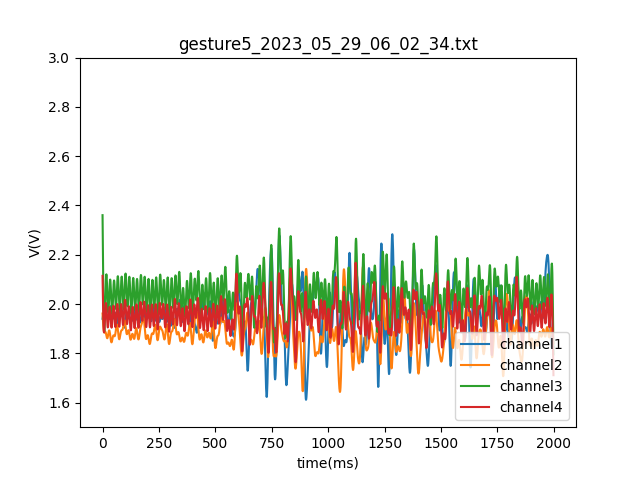 gesture5_2023_05_29_06_02_34.txt
3.0
2.8
2.6
2.4
2.2
2.0
1.8
1.6
V(V)
channel1
channel2
channel3
channel4
0 250 500 750 1000 1250 1500 1750 2000
time(ms)